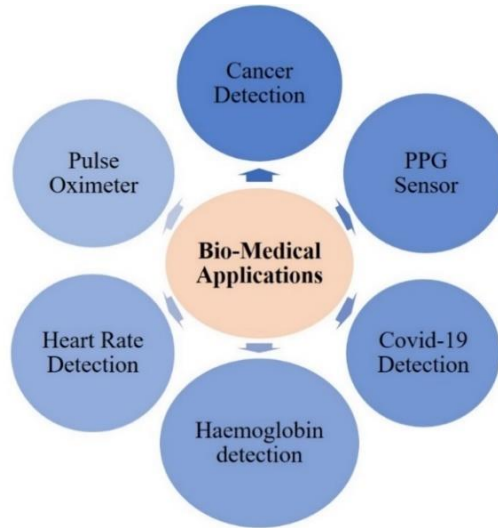 Cancer
Detection
PPG
Sensor
Covid-19
Detection
Haemoglobin
detection
Heart Rate
Detection
Pulse
Oximeter
Bio-Medical
Applications